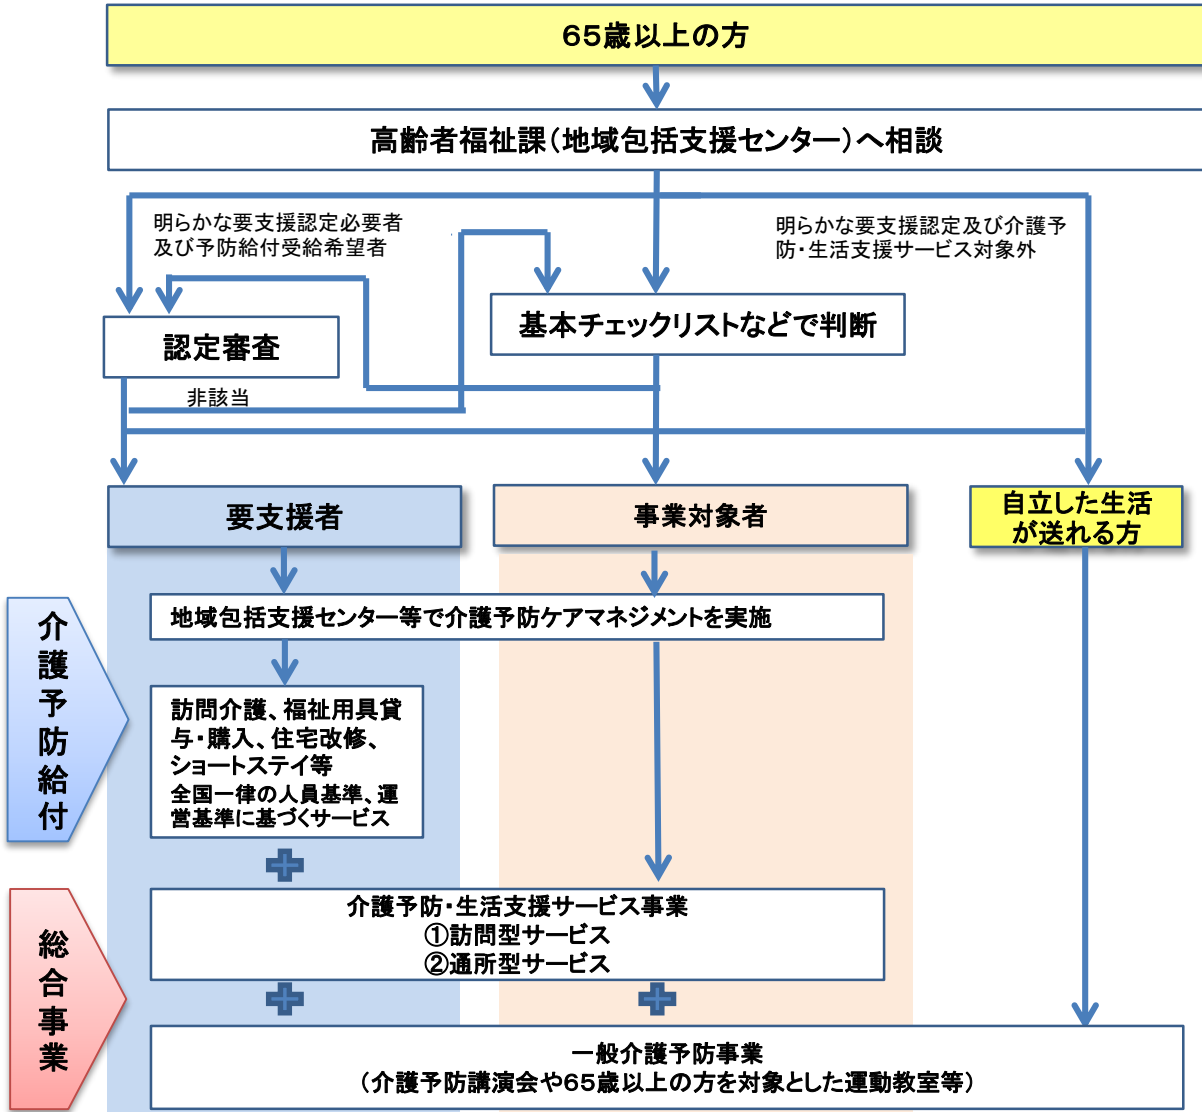 65歳以上の方
高齢者福祉課(地域包括支援センター)へ相談
明らかな要支援認定必要者
及び予防給付受給希望者
明らかな要支援認定及び介護予
防・生活支援サービス対象外
認定審査
基本チェックリストなどで判断
非該当
要支援者
事業対象者
自立した生活
が送れる方
介護予防給付
地域包括支援センター等で介護予防ケアマネジメントを実施
訪問介護、福祉用具貸
与・購入、住宅改修、
ショートステイ等
全国一律の人員基準、運
営基準に基づくサービス
総合事業
介護予防・生活支援サービス事業
①訪問型サービス
②通所型サービス
一般介護予防事業
(介護予防講演会や65歳以上の方を対象とした運動教室等)